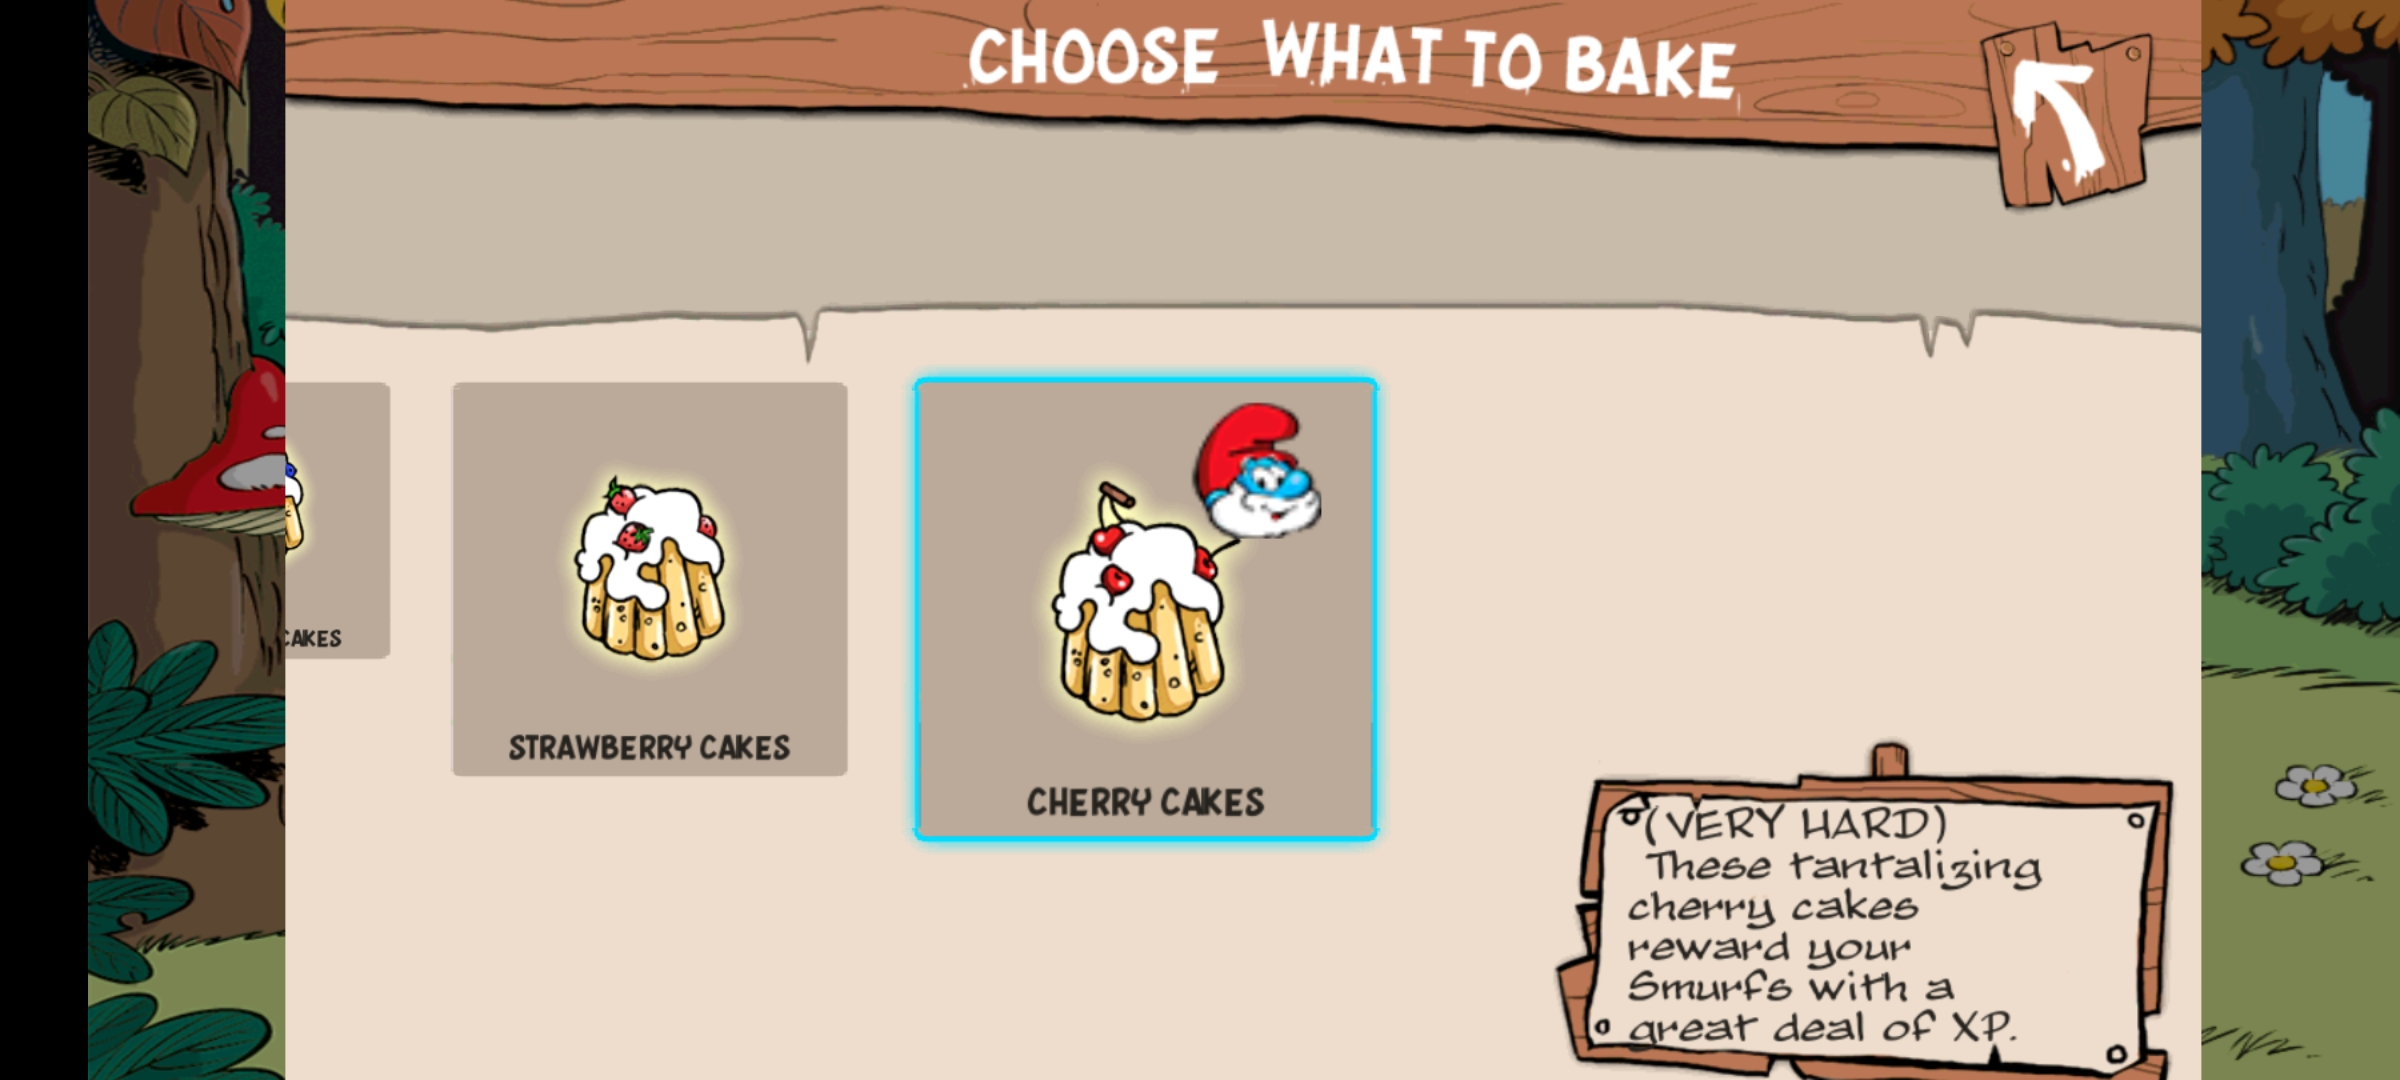 CHOOSE WHAT TO BAKE
CAKES
STRAWBERRY CAKES
CHERRY CAKES
(VERY HARD)
These tantalizing
cherry cakes
reward your
Smurfs with a
great deal of XP.